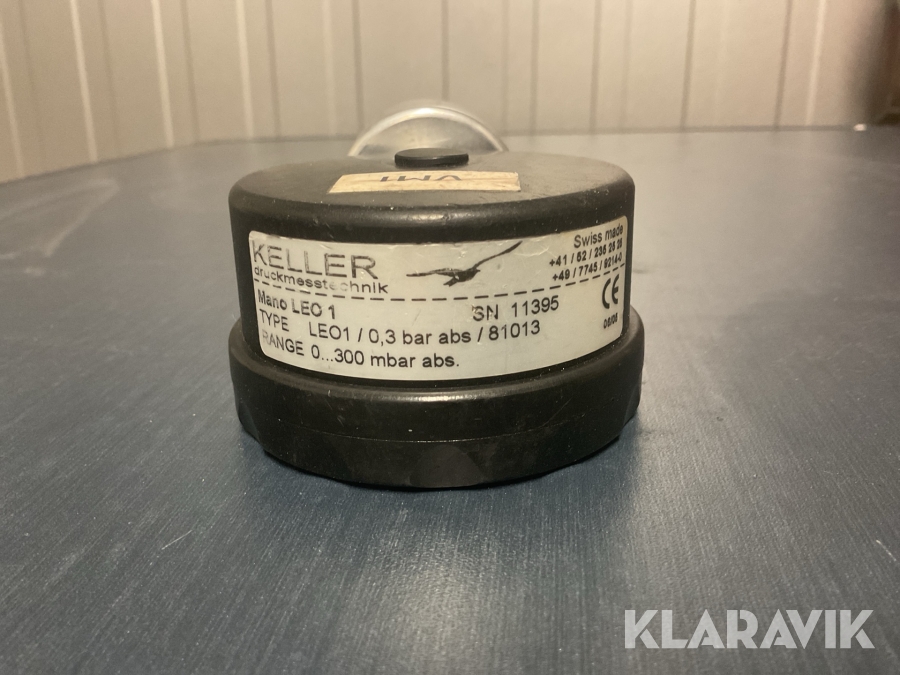 VMI
KELLER
druckmesstechnik
Swiss made
+41 / 52 / 235 25 25
+49 / 7745 / 9214-0
Mano LEO 1
SN 11395
CE
TYPE LEO1 / 0,3 bar abs / 81013
RANGE 0...300 mbar abs.
KLARAVIK